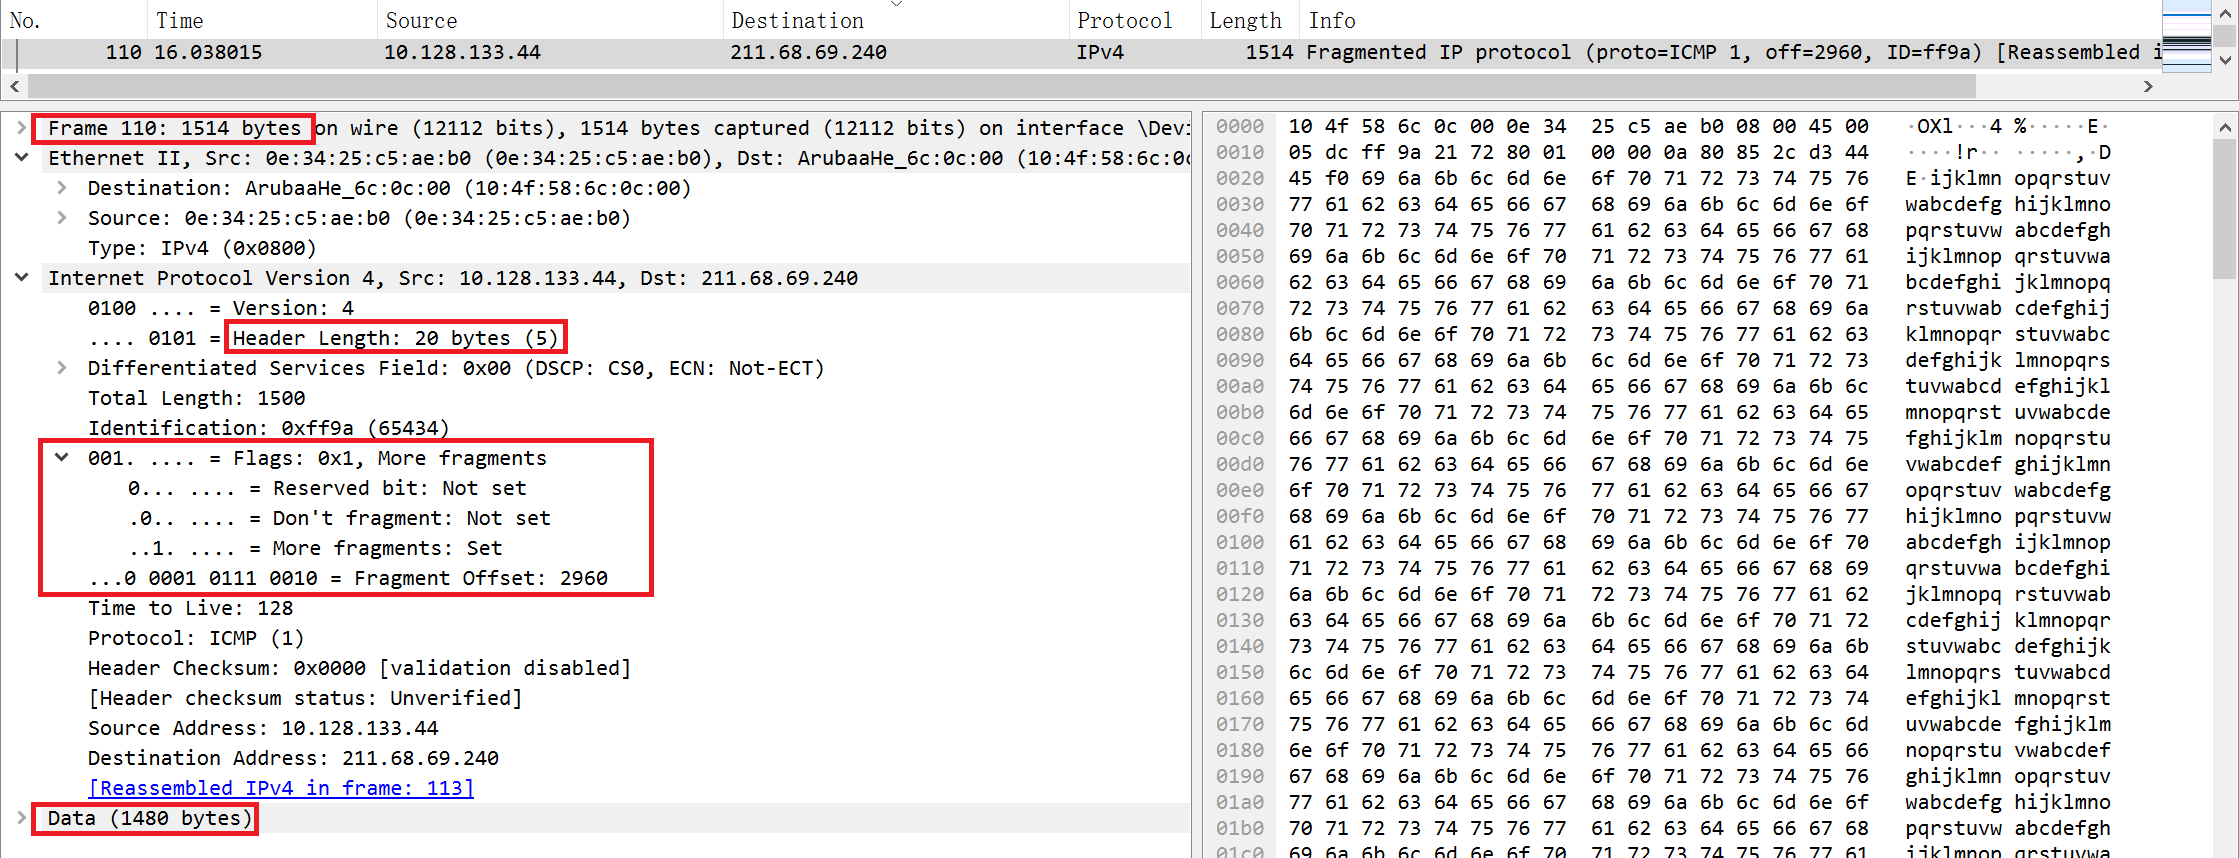 No. Time Source Destination Protocol Length Info
110 16.038015 10.128.133.44 211.68.69.240 IPv4 1514 Fragmented IP protocol (proto=ICMP 1, off=2960, ID=ff9a) [Reassembled i
Frame 110: 1514 bytes on wire (12112 bits), 1514 bytes captured (12112 bits) on interface \Devi
Ethernet II, Src: 0e:34:25:c5:ae:b0 (0e:34:25:c5:ae:b0), Dst: ArubaaHe_6c:0c:00 (10:4f:58:6c:0c
Destination: ArubaaHe_6c:0c:00 (10:4f:58:6c:0c:00)
Source: 0e:34:25:c5:ae:b0 (0e:34:25:c5:ae:b0)
Type: IPv4 (0x0800)
Internet Protocol Version 4, Src: 10.128.133.44, Dst: 211.68.69.240
0100 .... = Version: 4
.... 0101 = Header Length: 20 bytes (5)
Differentiated Services Field: 0x00 (DSCP: CS0, ECN: Not-ECT)
Total Length: 1500
Identification: 0xff9a (65434)
001. .... = Flags: 0x1, More fragments
0... .... = Reserved bit: Not set
.0.. .... = Don't fragment: Not set
..1. .... = More fragments: Set
...0 0001 0111 0010 = Fragment Offset: 2960
Time to Live: 128
Protocol: ICMP (1)
Header Checksum: 0x0000 [validation disabled]
[Header checksum status: Unverified]
Source Address: 10.128.133.44
Destination Address: 211.68.69.240
[Reassembled IPv4 in frame: 113]
Data (1480 bytes)
0000 10 4f 58 6c 0c 00 0e 34 25 c5 ae b0 08 00 45 00 ·OXl···4 %·····E·
0010 05 dc ff 9a 21 72 80 01 00 00 0a 80 85 2c d3 44 ····!r·· ·····,·D
0020 45 f0 69 6a 6b 6c 6d 6e 6f 70 71 72 73 74 75 76 E·ijklmn opqrstuv
0030 77 61 62 63 64 65 66 67 68 69 6a 6b 6c 6d 6e 6f wabcdefg hijklmno
0040 70 71 72 73 74 75 76 77 61 62 63 64 65 66 67 68 pqrstuvw abcdefgh
0050 69 6a 6b 6c 6d 6e 6f 70 71 72 73 74 75 76 77 61 ijklmnop qrstuvwa
0060 62 63 64 65 66 67 68 69 6a 6b 6c 6d 6e 6f 70 71 bcdefghi jklmnopq
0070 72 73 74 75 76 77 61 62 63 64 65 66 67 68 69 6a rstuvwab cdefghij
0080 6b 6c 6d 6e 6f 70 71 72 73 74 75 76 77 61 62 63 klmnopqr stuvwabc
0090 64 65 66 67 68 69 6a 6b 6c 6d 6e 6f 70 71 72 73 defghijk lmnopqrs
00a0 74 75 76 77 61 62 63 64 65 66 67 68 69 6a 6b 6c tuvwabcd efghijkl
00b0 6d 6e 6f 70 71 72 73 74 75 76 77 61 62 63 64 65 mnopqrst uvwabcde
00c0 66 67 68 69 6a 6b 6c 6d 6e 6f 70 71 72 73 74 75 fghijklm nopqrstu
00d0 76 77 61 62 63 64 65 66 67 68 69 6a 6b 6c 6d 6e vwabcdef ghijklmn
00e0 6f 70 71 72 73 74 75 76 77 61 62 63 64 65 66 67 opqrstuv wabcdefg
00f0 68 69 6a 6b 6c 6d 6e 6f 70 71 72 73 74 75 76 77 hijklmno pqrstuvw
0100 61 62 63 64 65 66 67 68 69 6a 6b 6c 6d 6e 6f 70 abcdefgh ijklmnop
0110 71 72 73 74 75 76 77 61 62 63 64 65 66 67 68 69 qrstuvwa bcdefghi
0120 6a 6b 6c 6d 6e 6f 70 71 72 73 74 75 76 77 61 62 jklmnopq rstuvwab
0130 63 64 65 66 67 68 69 6a 6b 6c 6d 6e 6f 70 71 72 cdefghij klmnopqr
0140 73 74 75 76 77 61 62 63 64 65 66 67 68 69 6a 6b stuvwabc defghijk
0150 6c 6d 6e 6f 70 71 72 73 74 75 76 77 61 62 63 64 lmnopqrs tuvwabcd
0160 65 66 67 68 69 6a 6b 6c 6d 6e 6f 70 71 72 73 74 efghijkl mnopqrst
0170 75 76 77 61 62 63 64 65 66 67 68 69 6a 6b 6c 6d uvwabcde fghijklm
0180 6e 6f 70 71 72 73 74 75 76 77 61 62 63 64 65 66 nopqrstu vwabcdef
0190 67 68 69 6a 6b 6c 6d 6e 6f 70 71 72 73 74 75 76 ghijklmn opqrstuv
01a0 77 61 62 63 64 65 66 67 68 69 6a 6b 6c 6d 6e 6f wabcdefg hijklmno
01b0 70 71 72 73 74 75 76 77 61 62 63 64 65 66 67 68 pqrstuvw abcdefgh
01c0 69 6a 6b 6c 6d 6e 6f 70 71 72 73 74 75 76 77 61 ijklmnop qrstuvwa